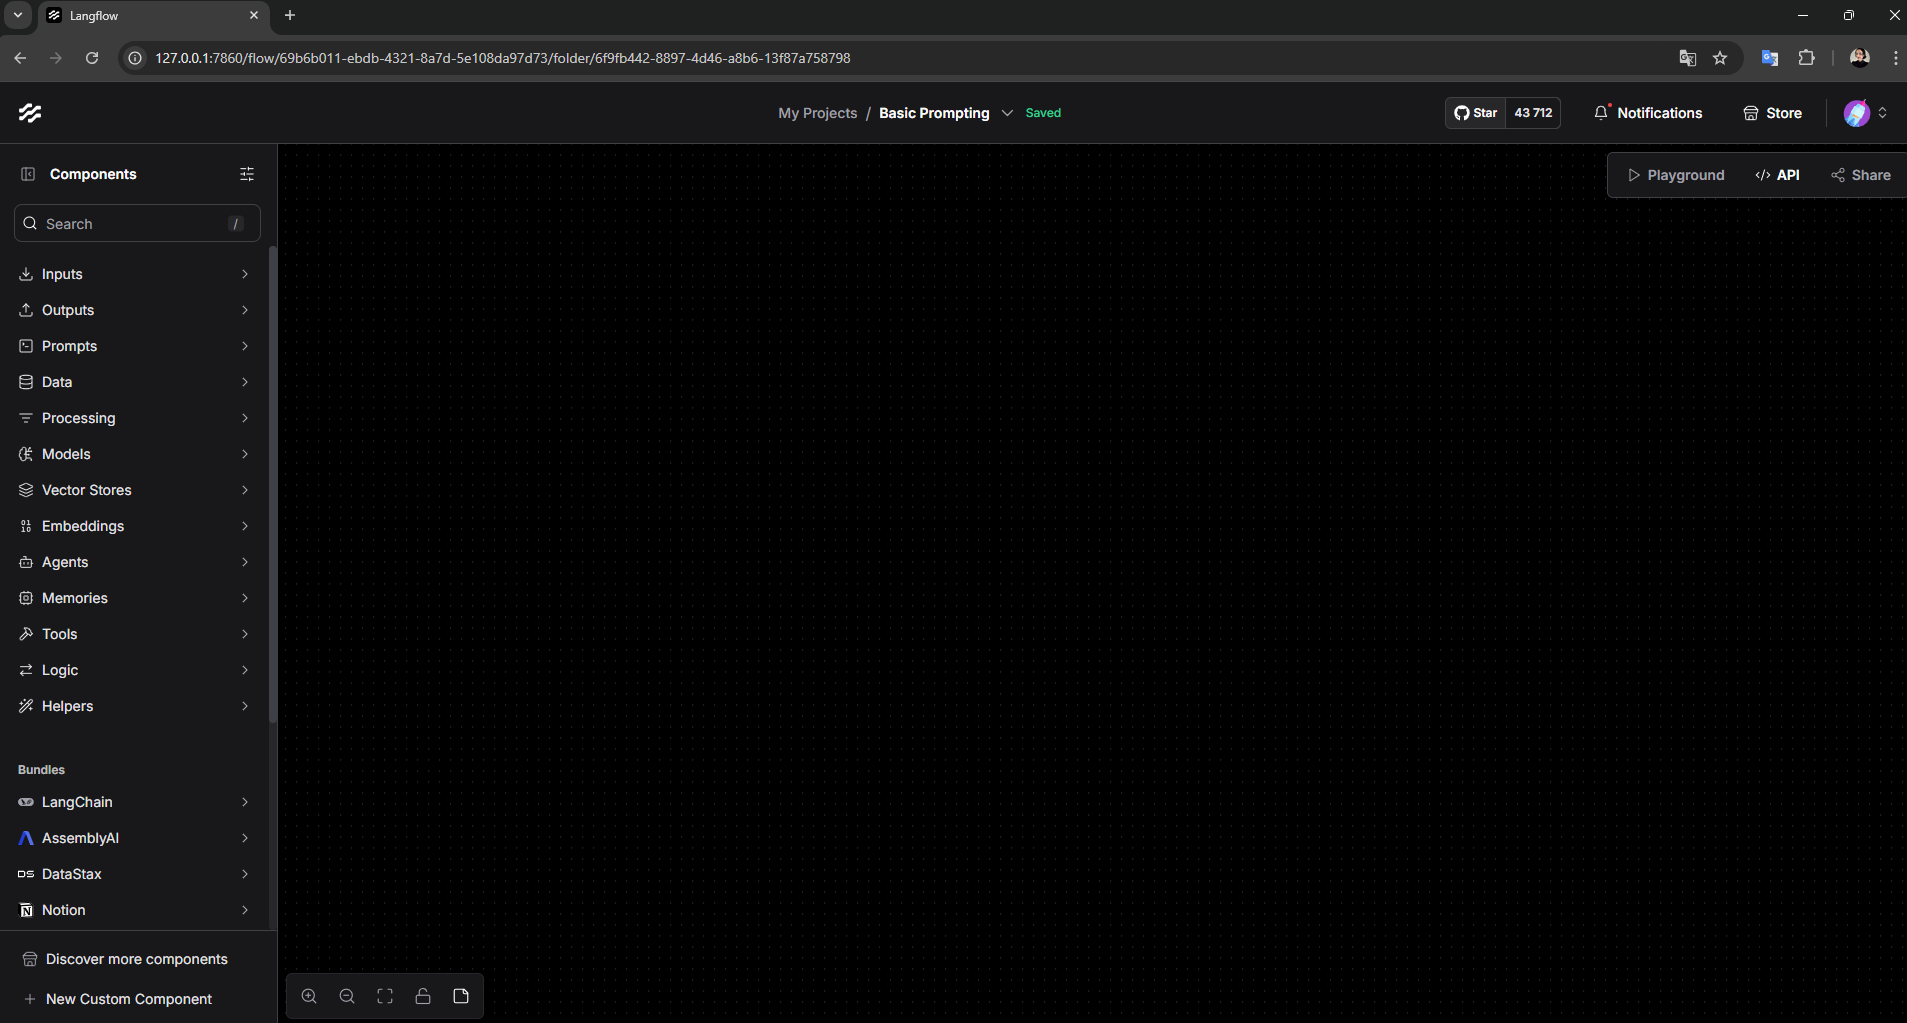 Langflow
127.0.0.1:7860/flow/69b6b011-ebdb-4321-8a7d-5e108da97d73/folder/6f9fb442-8897-4d46-a8b6-13f87a758798
My Projects / Basic Prompting Saved
Star 43 712
Notifications
Store
Components
Playground
</> API
Share
Search /
Inputs
Outputs
Prompts
Data
Processing
Models
Vector Stores
Embeddings
Agents
Memories
Tools
Logic
Helpers
Bundles
LangChain
AssemblyAI
DS DataStax
Notion
Discover more components
New Custom Component